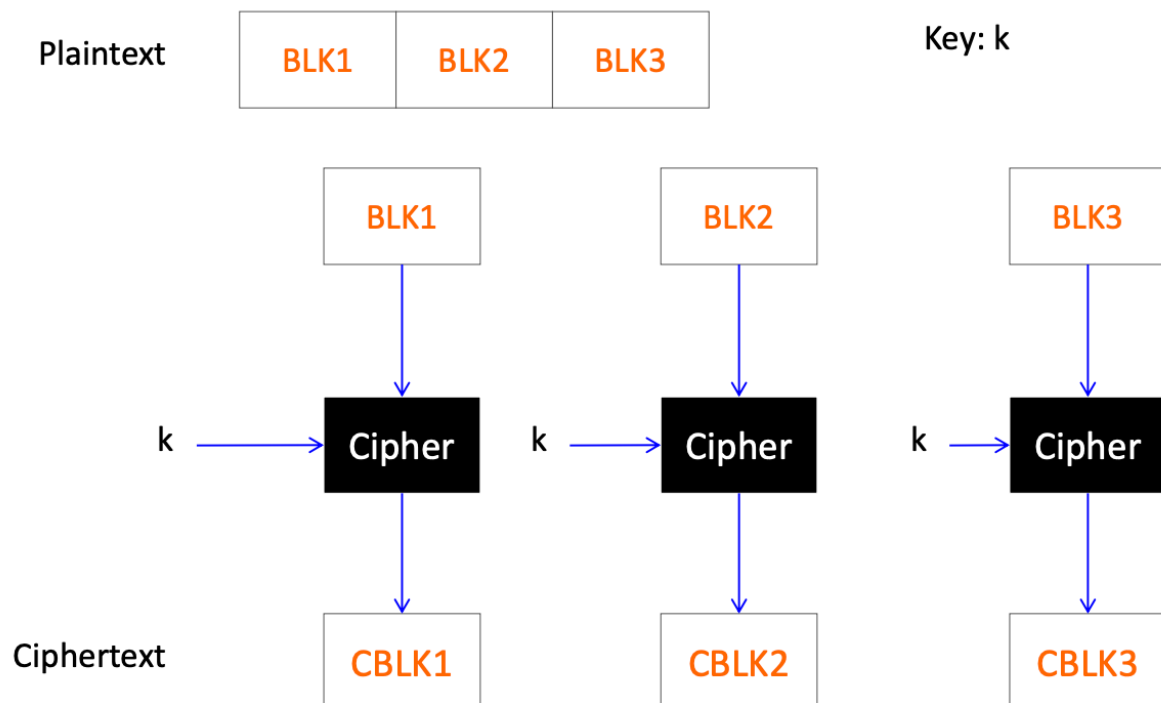 Plaintext
BLK1 BLK2 BLK3
Key: k
BLK1 BLK2 BLK3
k Cipher k Cipher k Cipher
Ciphertext
CBLK1 CBLK2 CBLK3